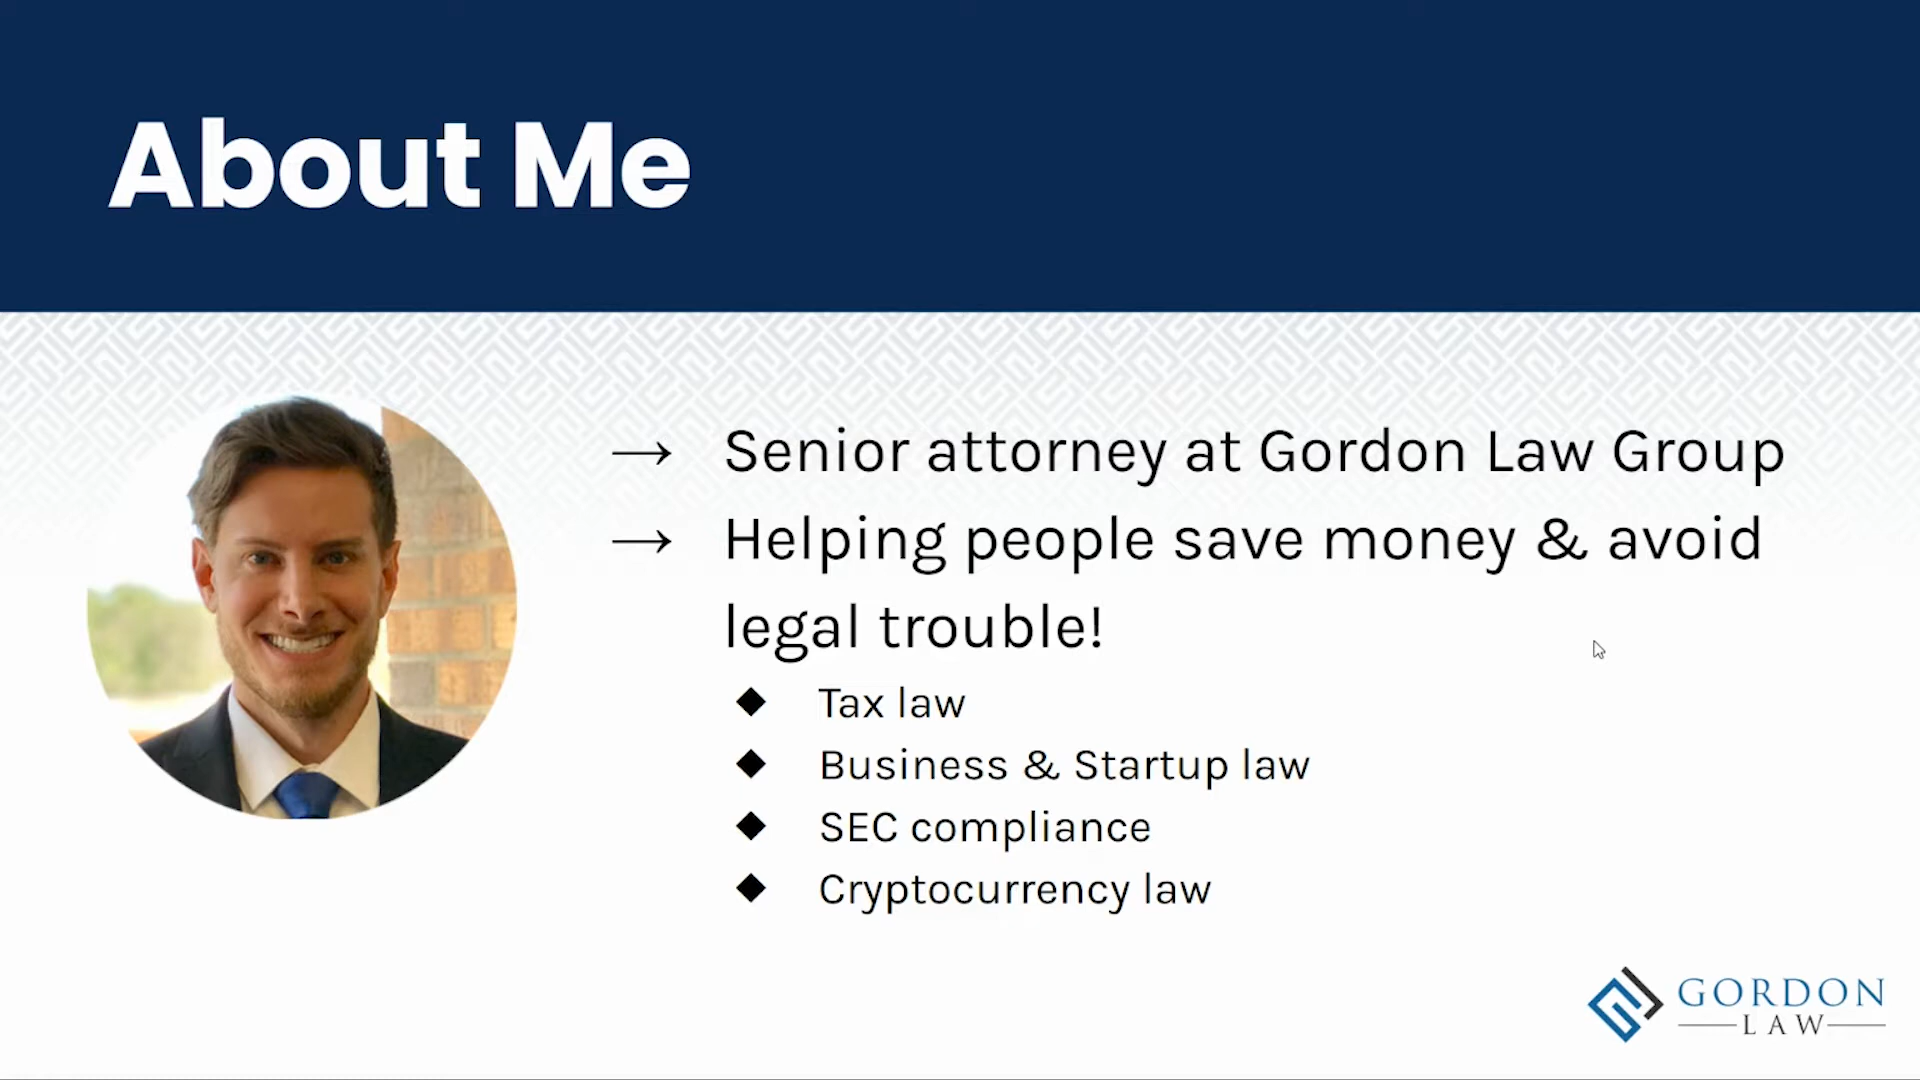 About Me
→ Senior attorney at Gordon Law Group
→ Helping people save money & avoid
legal trouble!
◆ Tax law
◆ Business & Startup law
◆ SEC compliance
◆ Cryptocurrency law
GORDON
LAW